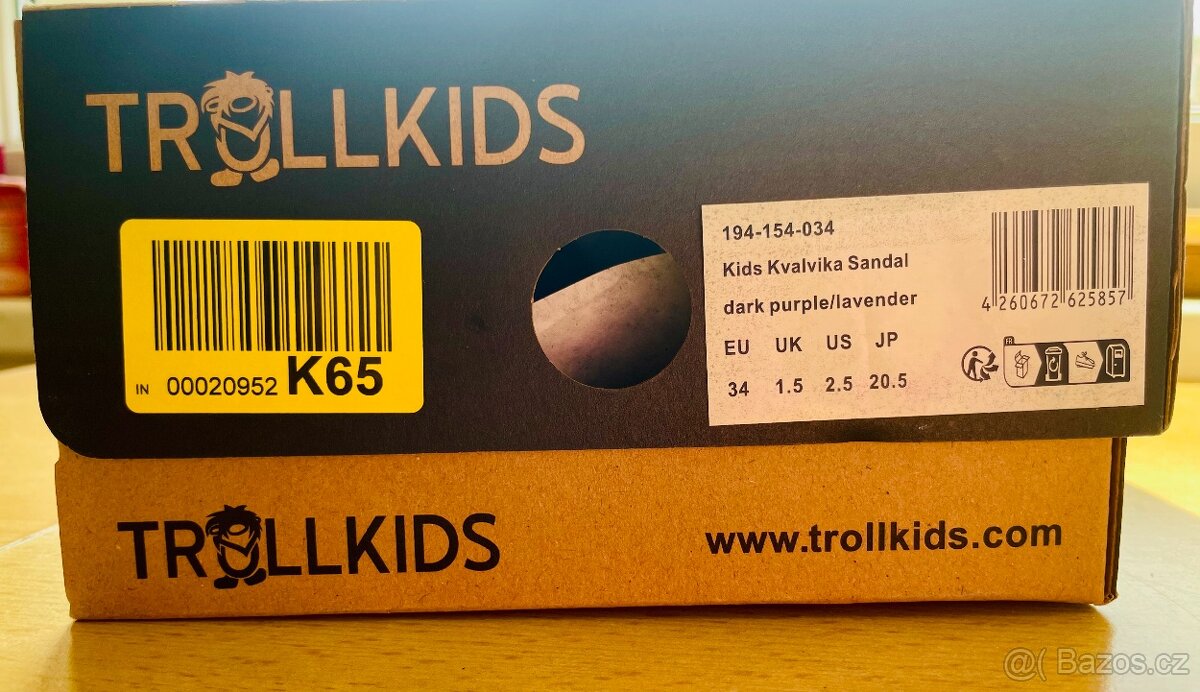 TROLLKIDS
IN 00020952 K65
194-154-034
Kids Kvalvika Sandal
dark purple/lavender
EU UK US JP
34 1.5 2.5 20.5
4 260672 625857
FR
TROLLKIDS
www.trollkids.com
@( Bazos.cz